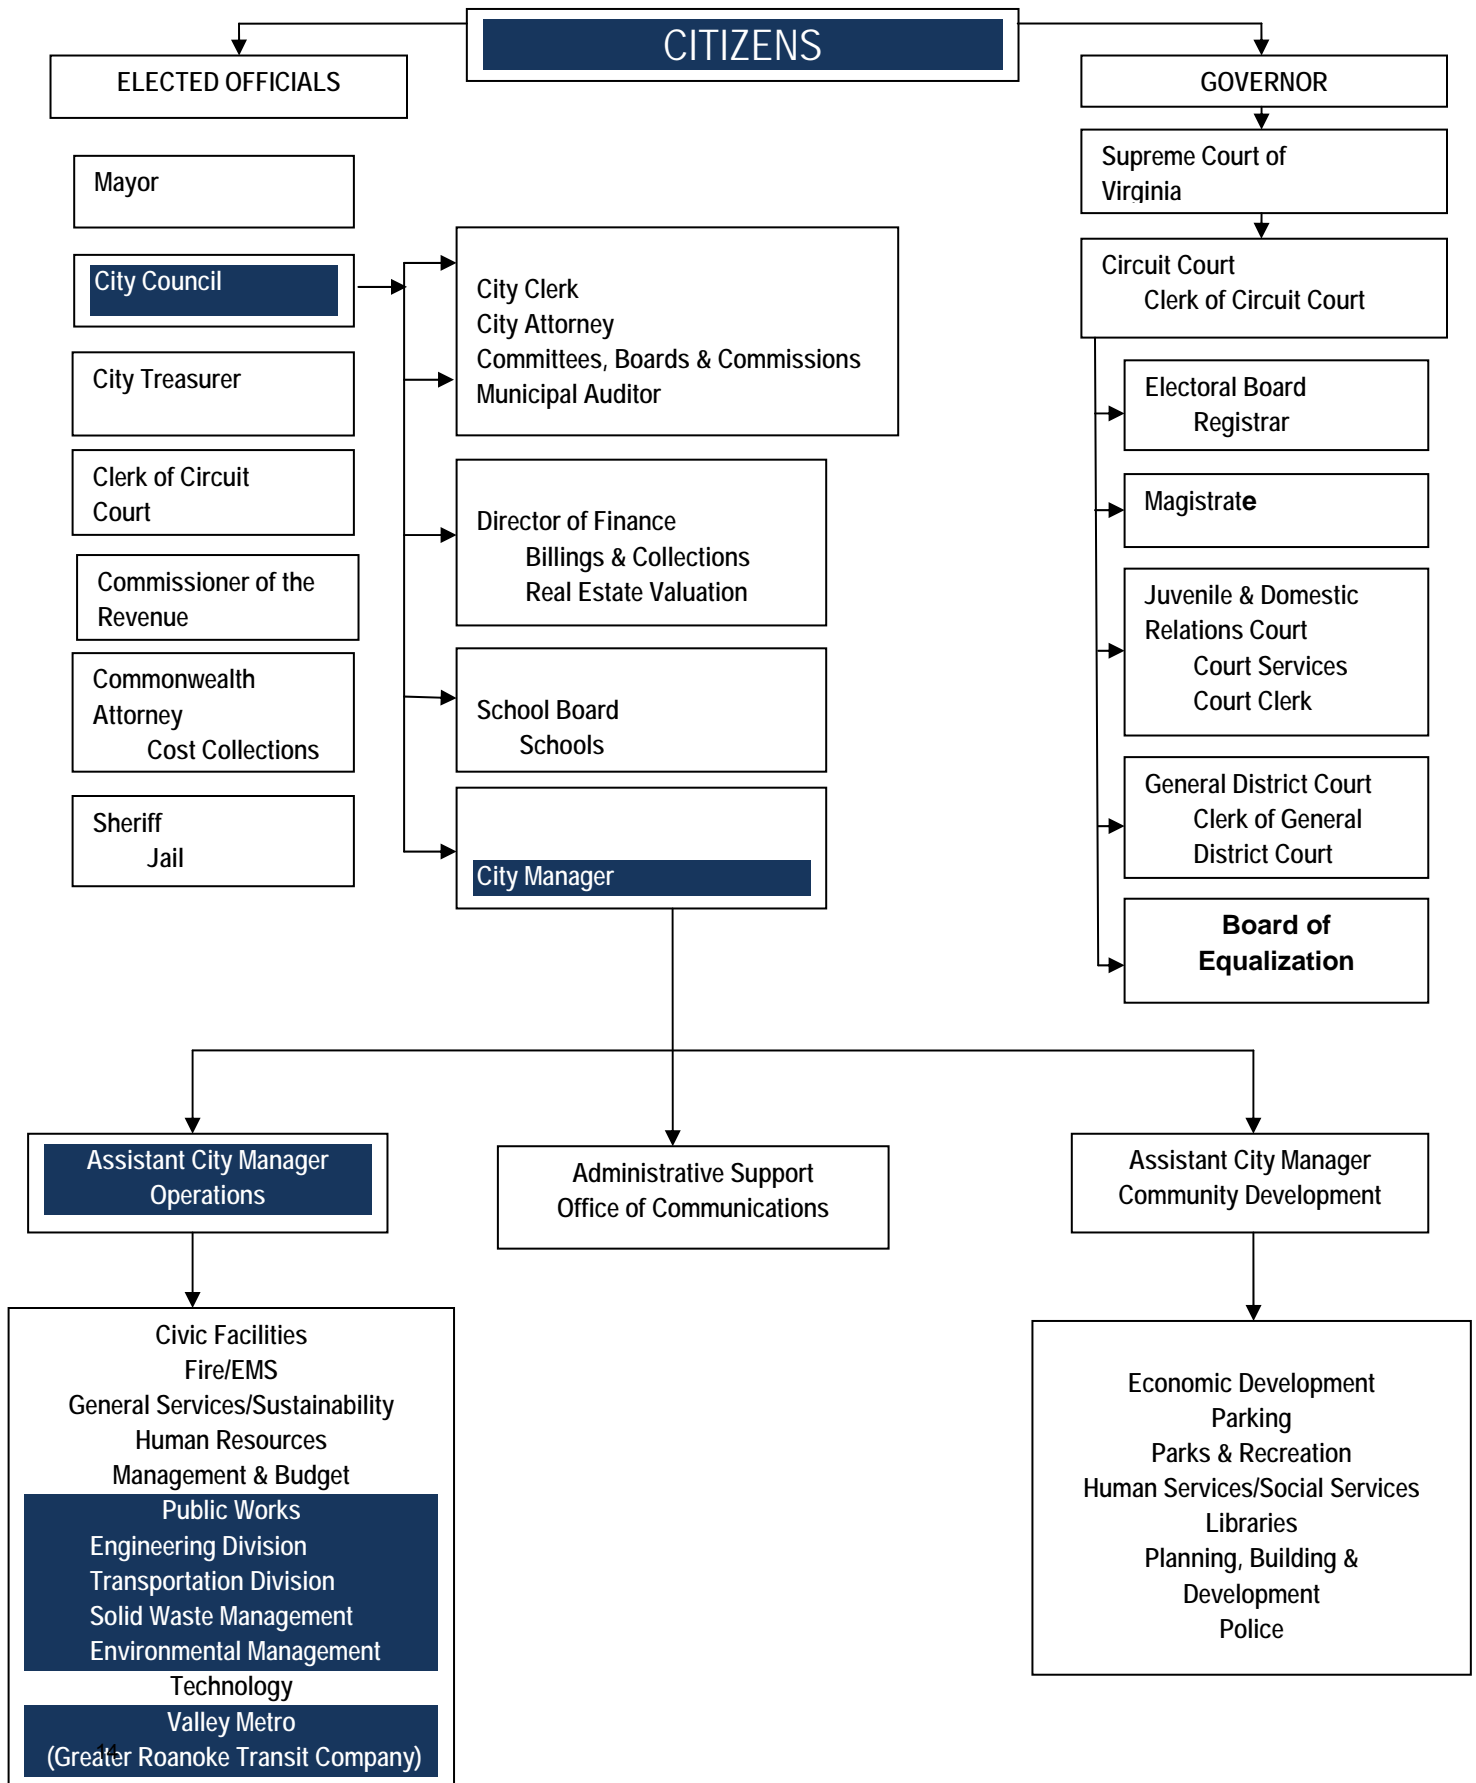 CITIZENS
ELECTED OFFICIALS
GOVERNOR
Mayor
City Council
City Treasurer
Clerk of Circuit
Court
Commissioner of the
Revenue
Commonwealth
Attorney
Cost Collections
Sheriff
Jail
City Clerk
City Attorney
Committees, Boards & Commissions
Municipal Auditor
Director of Finance
Billings & Collections
Real Estate Valuation
School Board
Schools
City Manager
Supreme Court of
Virginia
Circuit Court
Clerk of Circuit Court
Electoral Board
Registrar
Magistrate
Juvenile & Domestic
Relations Court
Court Services
Court Clerk
General District Court
Clerk of General
District Court
Board of
Equalization
Assistant City Manager
Operations
Administrative Support
Office of Communications
Assistant City Manager
Community Development
Civic Facilities
Fire/EMS
General Services/Sustainability
Human Resources
Management & Budget
Public Works
Engineering Division
Transportation Division
Solid Waste Management
Environmental Management
Technology
Valley Metro
(Greater Roanoke Transit Company)
14
Economic Development
Parking
Parks & Recreation
Human Services/Social Services
Libraries
Planning, Building &
Development
Police